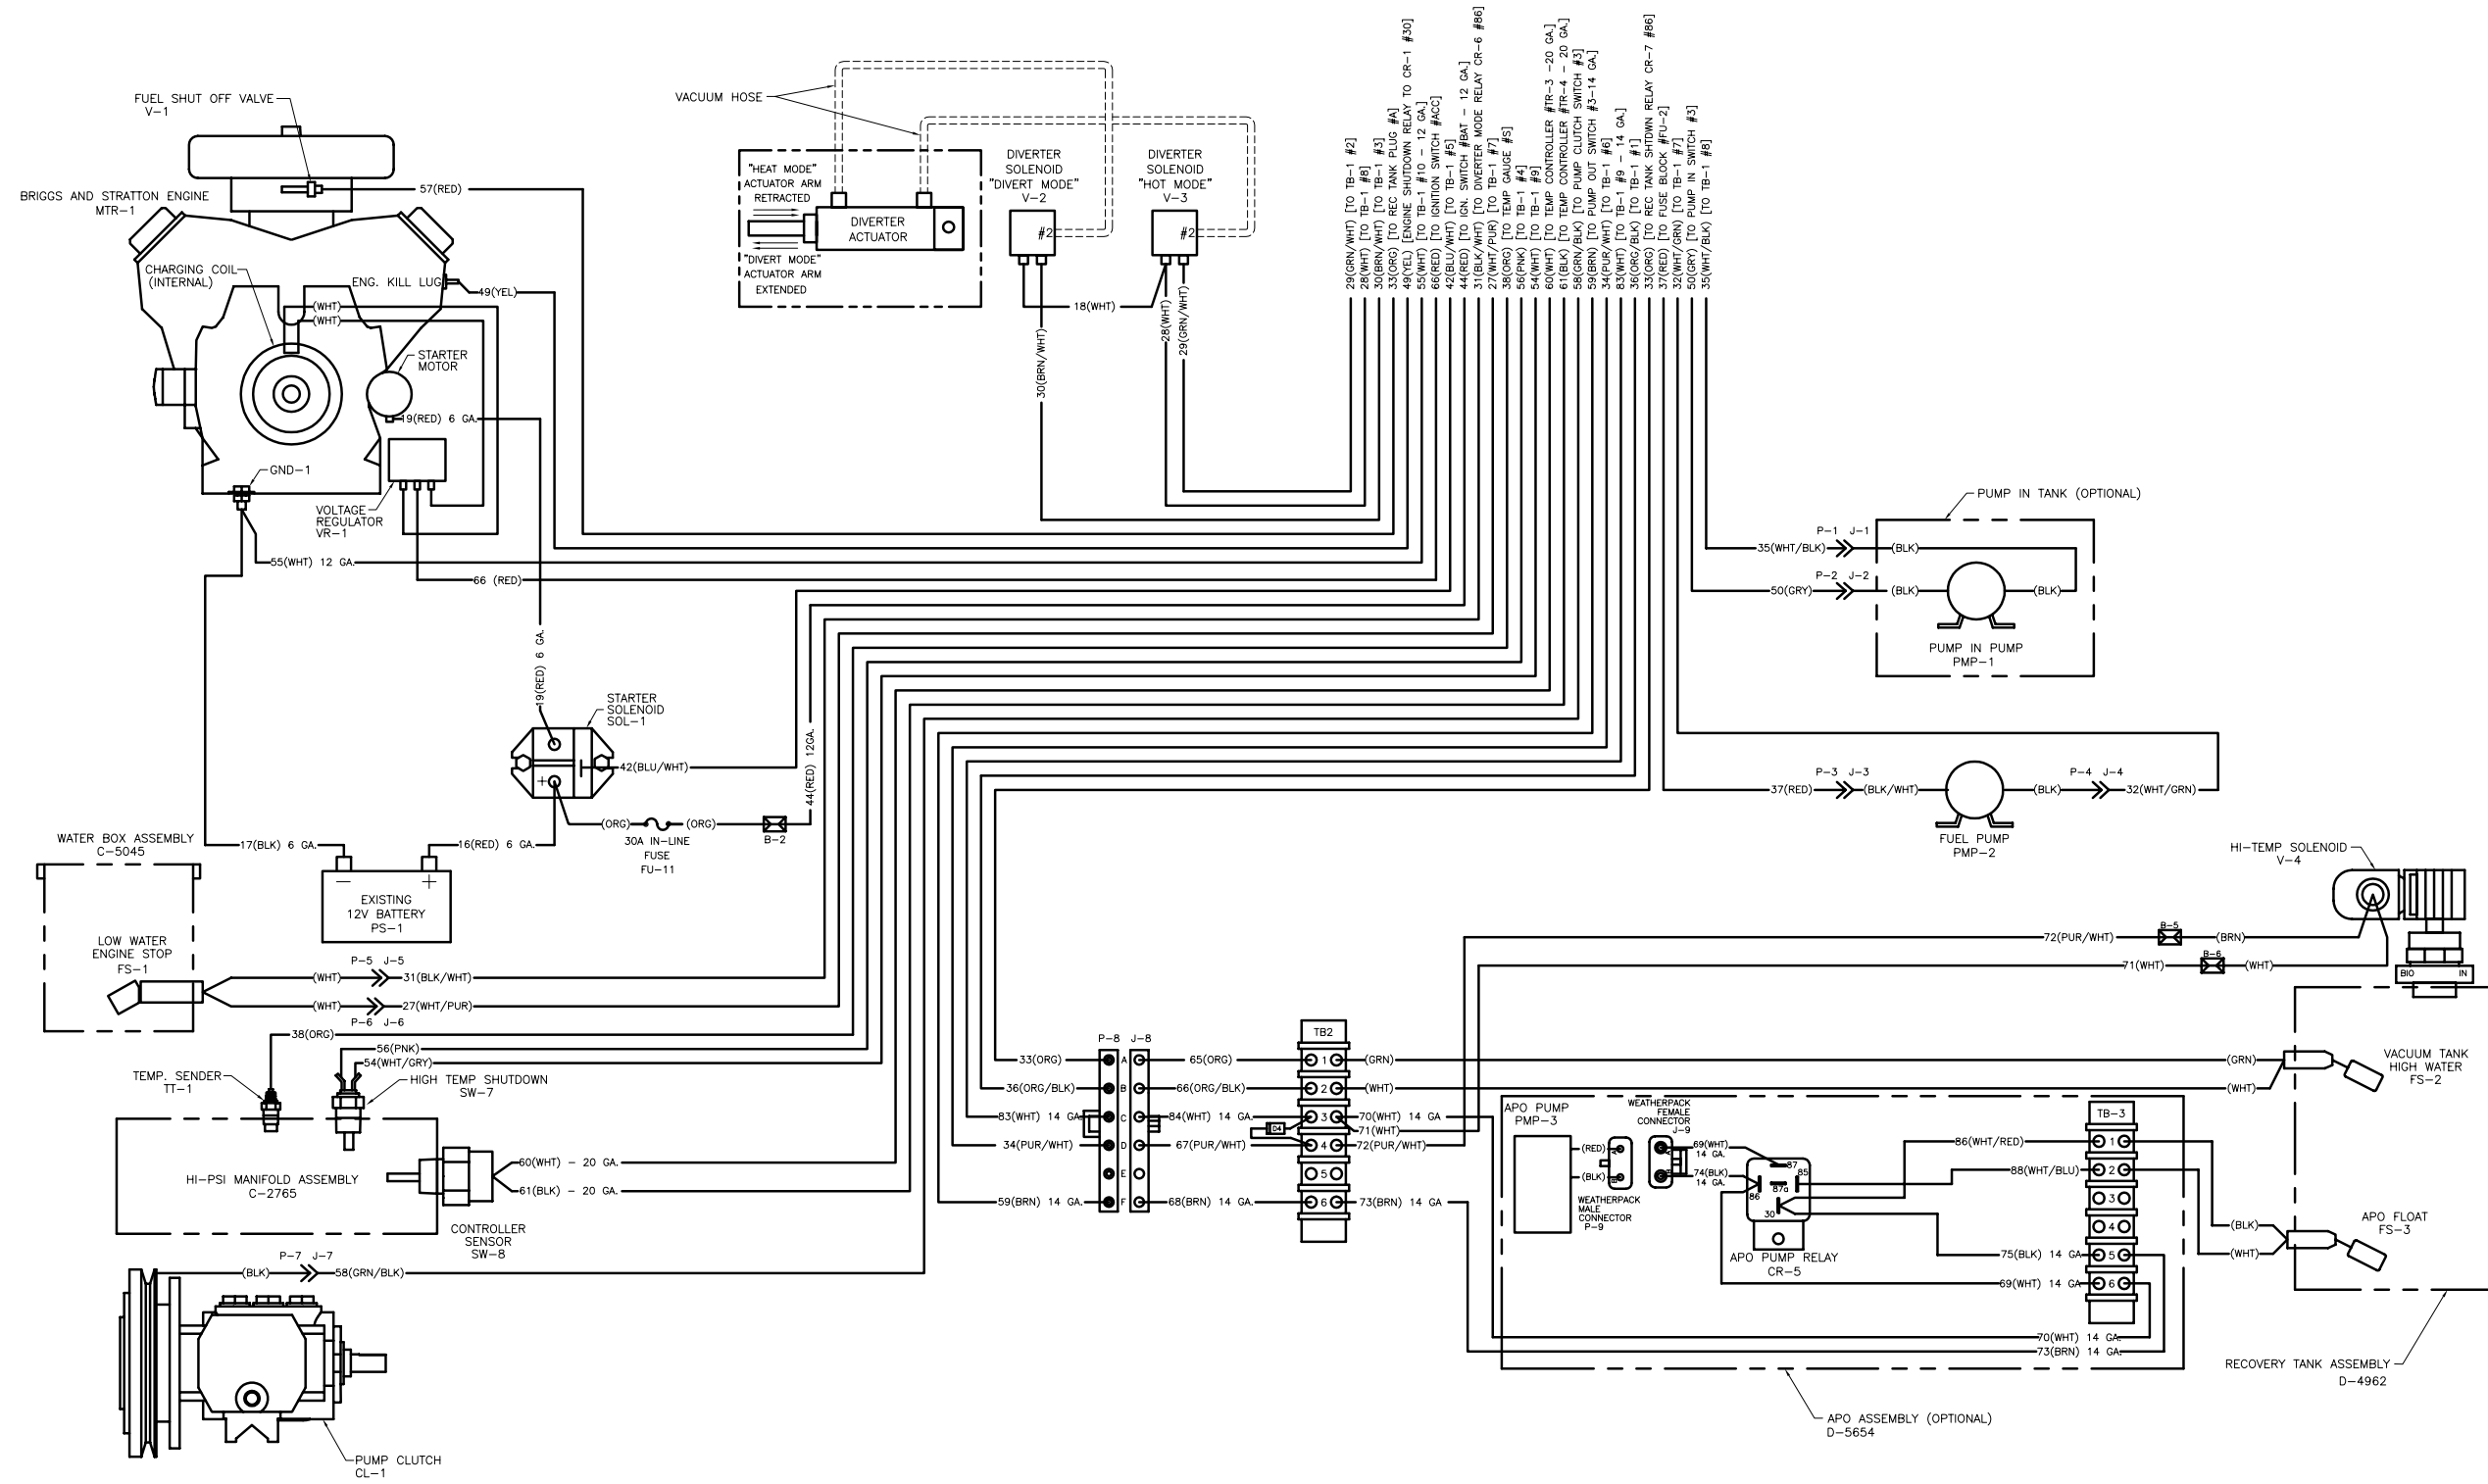 FUEL SHUT OFF VALVE
V-1
BRIGGS AND STRATTON ENGINE
MTR-1
57(RED)
CHARGING COIL
(INTERNAL)
ENG. KILL LUG
49(YEL)
(WHT)
(WHT)
STARTER
MOTOR
19(RED) 6 GA.
GND-1
VOLTAGE
REGULATOR
VR-1
55(WHT) 12 GA.
66 (RED)
VACUUM HOSE
"HEAT MODE"
ACTUATOR ARM
RETRACTED
DIVERTER
ACTUATOR
"DIVERT MODE"
ACTUATOR ARM
EXTENDED
DIVERTER
SOLENOID
"DIVERT MODE"
V-2
#2
DIVERTER
SOLENOID
"HOT MODE"
V-3
#2
18(WHT)
30(BRN/WHT)
28(WHT)
29(GRN/WHT)
29(GRN/WHT) [TO TB-1 #2]
28(WHT) [TO TB-1 #8]
30(BRN/WHT) [TO TB-1 #3]
33(ORG) [TO REC TANK PLUG #A]
49(YEL) [ENGINE SHUTDOWN RELAY TO CR-1 #30]
55(WHT) [TO TB-1 #10 - 12 GA.]
66(RED) [TO IGNITION SWITCH #ACC]
42(BLU/WHT) [TO TB-1 #5]
44(RED) [TO IGN. SWITCH #BAT - 12 GA.]
31(BLK/WHT) [TO DIVERTER MODE RELAY CR-6 #86]
27(WHT/PUR) [TO TB-1 #7]
38(ORG) [TO TEMP GAUGE #S]
56(PNK) [TO TB-1 #4]
54(WHT) [TO TB-1 #9]
60(WHT) [TO TEMP CONTROLLER #TR-3 -20 GA.]
61(BLK) [TO TEMP CONTROLLER #TR-4 - 20 GA.]
58(GRN/BLK) [TO PUMP CLUTCH SWITCH #3]
59(BRN) [TO PUMP OUT SWITCH #3-14 GA.]
34(PUR/WHT) [TO TB-1 #6]
83(WHT) [TO TB-1 #9 - 14 GA.]
36(ORG/BLK) [TO TB-1 #1]
33(ORG) [TO REC TANK SHTDWN RELAY CR-7 #86]
37(RED) [TO FUSE BLOCK #FU-2]
32(WHT/GRN) [TO TB-1 #7]
50(GRY) [TO PUMP IN SWITCH #3]
35(WHT/BLK) [TO TB-1 #8]
PUMP IN TANK (OPTIONAL)
P-1 J-1
35(WHT/BLK)
(BLK)
P-2 J-2
50(GRY)
(BLK)
(BLK)
PUMP IN PUMP
PMP-1
P-3 J-3
37(RED)
(BLK/WHT)
(BLK)
P-4 J-4
32(WHT/GRN)
FUEL PUMP
PMP-2
19(RED) 6 GA.
STARTER
SOLENOID
SOL-1
42(BLU/WHT)
44(RED) 12GA.
(ORG)
(ORG)
30A IN-LINE
FUSE
FU-11
B-2
17(BLK) 6 GA.
16(RED) 6 GA.
EXISTING
12V BATTERY
PS-1
WATER BOX ASSEMBLY
C-5045
LOW WATER
ENGINE STOP
FS-1
P-5 J-5
(WHT)
31(BLK/WHT)
(WHT)
27(WHT/PUR)
P-6 J-6
38(ORG)
56(PNK)
54(WHT/GRY)
TEMP. SENDER
TT-1
HIGH TEMP SHUTDOWN
SW-7
HI-PSI MANIFOLD ASSEMBLY
C-2765
60(WHT) - 20 GA.
61(BLK) - 20 GA.
CONTROLLER
SENSOR
SW-8
P-7 J-7
(BLK)
58(GRN/BLK)
PUMP CLUTCH
CL-1
P-8 J-8
33(ORG)
A
65(ORG)
36(ORG/BLK)
B
66(ORG/BLK)
83(WHT) 14 GA.
C
84(WHT) 14 GA.
34(PUR/WHT)
D
67(PUR/WHT)
E
59(BRN) 14 GA.
F
68(BRN) 14 GA.
D4
TB2
1
2
3
4
5
6
(GRN)
(WHT)
70(WHT) 14 GA
71(WHT)
72(PUR/WHT)
73(BRN) 14 GA
HI-TEMP SOLENOID
V-4
72(PUR/WHT)
B-5
(BRN)
71(WHT)
B-6
(WHT)
BIO
IN
(GRN)
(WHT)
VACUUM TANK
HIGH WATER
FS-2
APO PUMP
PMP-3
WEATHERPACK
FEMALE
CONNECTOR
J-9
(RED)
(BLK)
69(WHT)
14 GA.
74(BLK)
14 GA.
WEATHERPACK
MALE
CONNECTOR
P-9
87
85
86
87a
30
APO PUMP RELAY
CR-5
TB-3
1
2
3
4
5
6
86(WHT/RED)
88(WHT/BLU)
75(BLK) 14 GA
69(WHT) 14 GA
70(WHT) 14 GA.
73(BRN) 14 GA.
(BLK)
(WHT)
APO FLOAT
FS-3
RECOVERY TANK ASSEMBLY
D-4962
APO ASSEMBLY (OPTIONAL)
D-5654